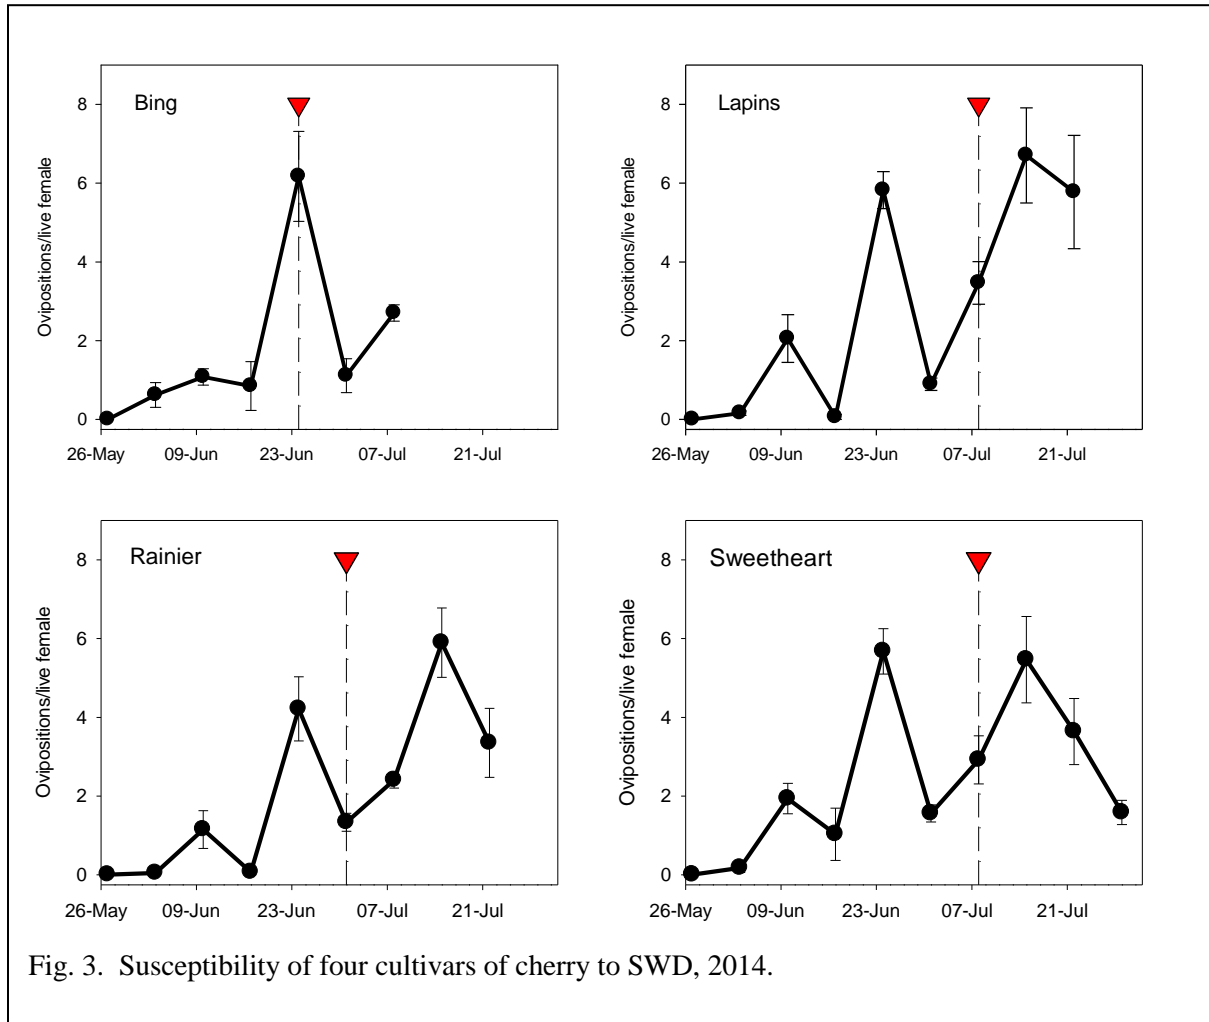 Bing
Ovipositions/live female
8
6
4
2
0
26-May 09-Jun 23-Jun 07-Jul 21-Jul
Lapins
Ovipositions/live female
8
6
4
2
0
26-May 09-Jun 23-Jun 07-Jul 21-Jul
Rainier
Ovipositions/live female
8
6
4
2
0
26-May 09-Jun 23-Jun 07-Jul 21-Jul
Sweetheart
Ovipositions/live female
8
6
4
2
0
26-May 09-Jun 23-Jun 07-Jul 21-Jul
Fig. 3. Susceptibility of four cultivars of cherry to SWD, 2014.